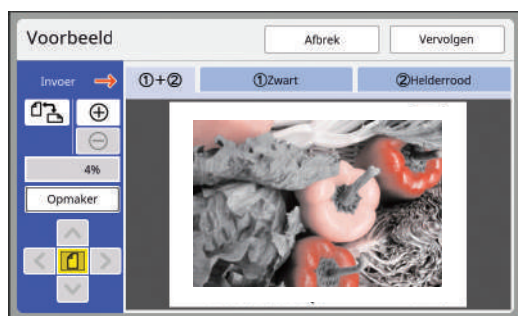 Voorbeeld
Afbrek
Vervolgen
Invoer
①+②
①Zwart
②Helderrood
4%
Opmaker